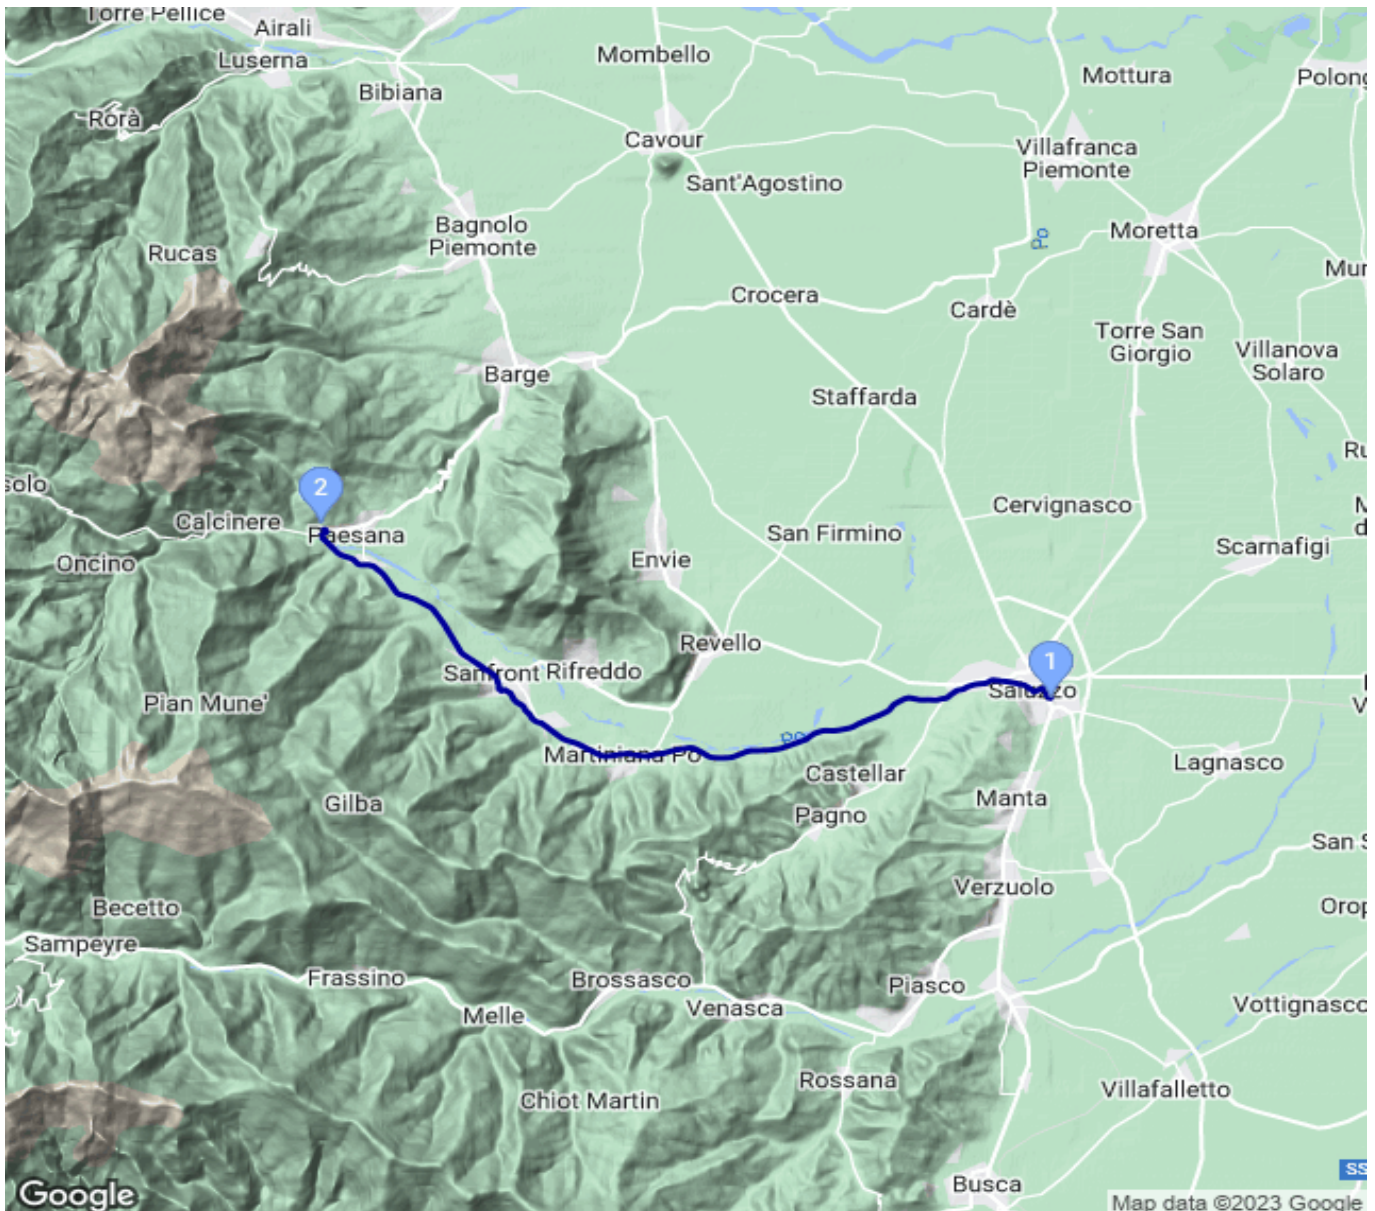 Torre Pellice
Airali
Luserna
Mombello
Mottura
Polong
Bibiana
Rorà
Cavour
Villafranca
Piemonte
Sant'Agostino
Bagnolo
Piemonte
Moretta
Po
Rucas
Mur
Crocera
Cardè
Torre San
Giorgio
Villanova
Solaro
Barge
Staffarda
Ru
solo
2
Cervignasco
Calcinere
Paesana
San Firmino
Scarnafigi
Oncino
Envie
Revello
1
Sanfront
Rifreddo
Saluzzo
Pian Mune'
V
Po
Martiniana Po
Castellar
Lagnasco
Gilba
Manta
Pagno
San S
Verzuolo
Becetto
Orop
Sampeyre
Frassino
Brossasco
Piasco
Venasca
Melle
Vottignasco
Rossana
Villafalletto
Chiot Martin
SS
Busca
Google
Map data ©2023 Google